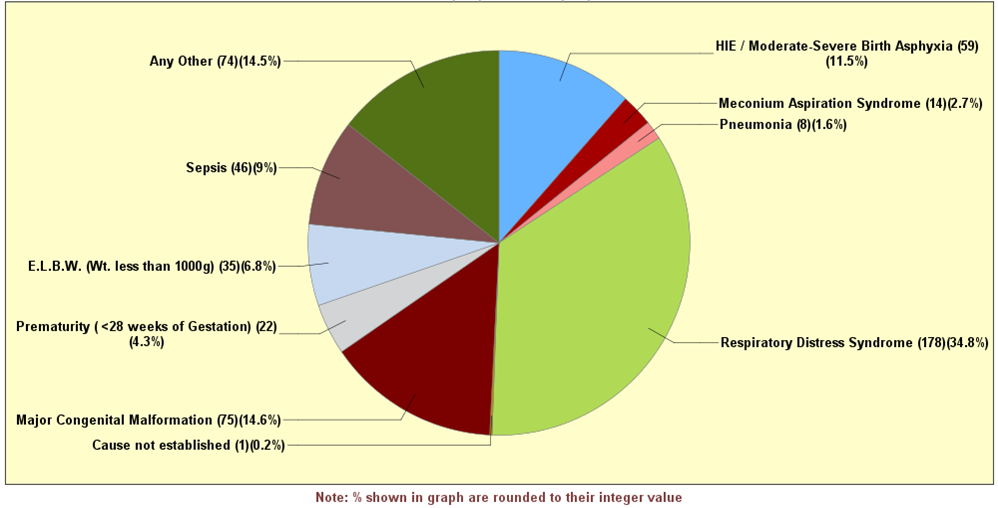 HIE / Moderate-Severe Birth Asphyxia (59)
(11.5%)
Meconium Aspiration Syndrome (14)(2.7%)
Pneumonia (8)(1.6%)
Respiratory Distress Syndrome (178)(34.8%)
Any Other (74)(14.5%)
Sepsis (46)(9%)
E.L.B.W. (Wt. less than 1000g) (35)(6.8%)
Prematurity ( <28 weeks of Gestation) (22)
(4.3%)
Major Congenital Malformation (75)(14.6%)
Cause not established (1)(0.2%)
Note: % shown in graph are rounded to their integer value